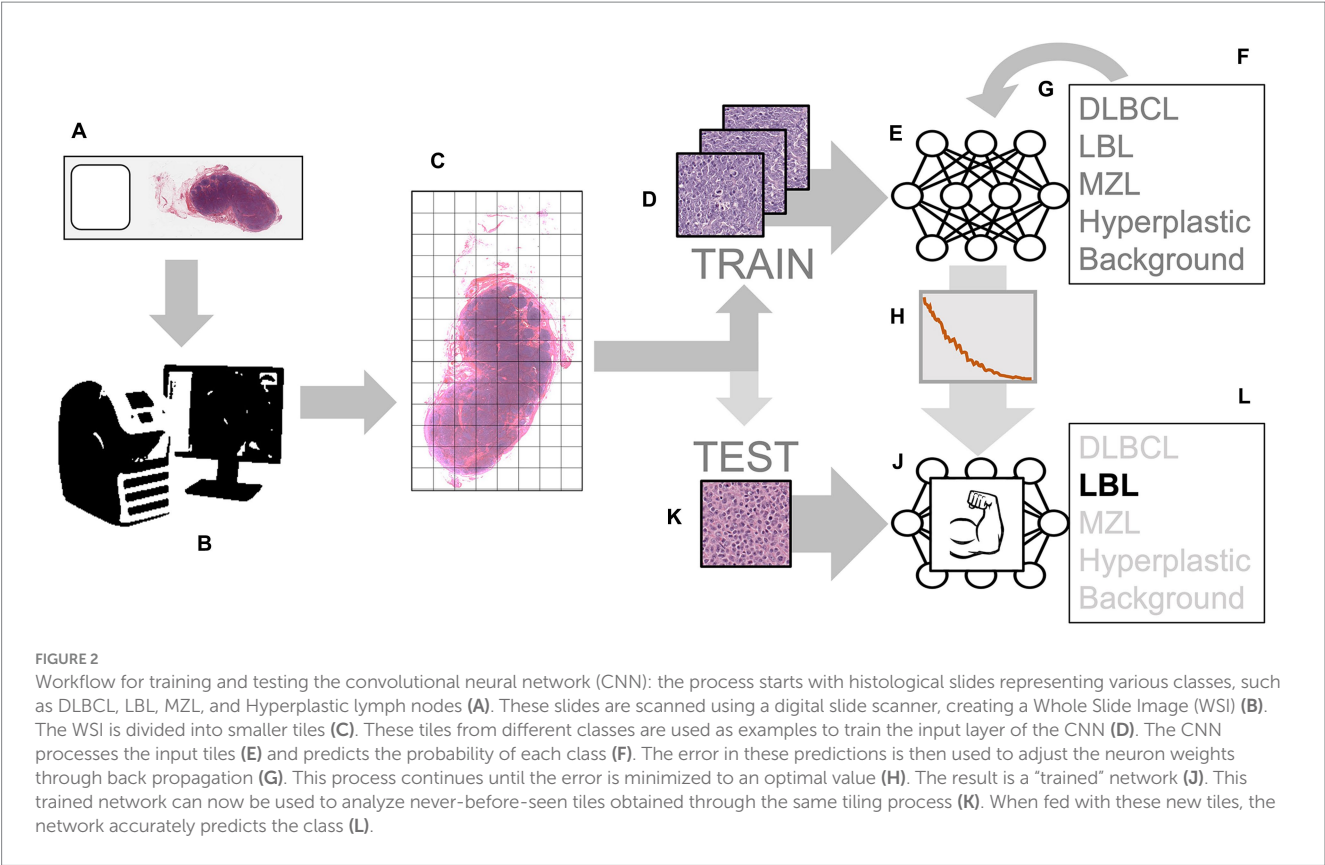 A
B
C
D
TRAIN
E
F
G
DLBCL
LBL
MZL
Hyperplastic
Background
H
TEST
K
J
L
DLBCL
LBL
MZL
Hyperplastic
Background
FIGURE 2
Workflow for training and testing the convolutional neural network (CNN): the process starts with histological slides representing various classes, such
as DLBCL, LBL, MZL, and Hyperplastic lymph nodes (A). These slides are scanned using a digital slide scanner, creating a Whole Slide Image (WSI) (B).
The WSI is divided into smaller tiles (C). These tiles from different classes are used as examples to train the input layer of the CNN (D). The CNN
processes the input tiles (E) and predicts the probability of each class (F). The error in these predictions is then used to adjust the neuron weights
through back propagation (G). This process continues until the error is minimized to an optimal value (H). The result is a “trained” network (J). This
trained network can now be used to analyze never-before-seen tiles obtained through the same tiling process (K). When fed with these new tiles, the
network accurately predicts the class (L).